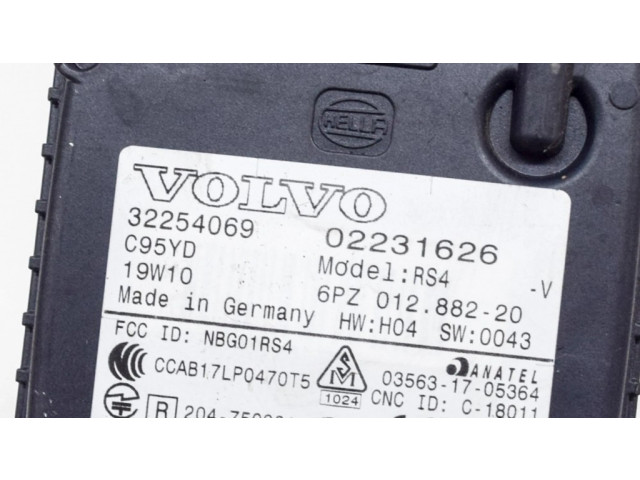 HELLA
VOLVO
32254069 02231626
C95YD Model:RS4 -V
19W10 6PZ 012.882-20
Made in Germany HW:H04 SW:0043
FCC ID: NBG01RS4 ANATEL
CCAB17LP0470T5 03563-17-05364
1024 CNC ID: C-18011
R 204-